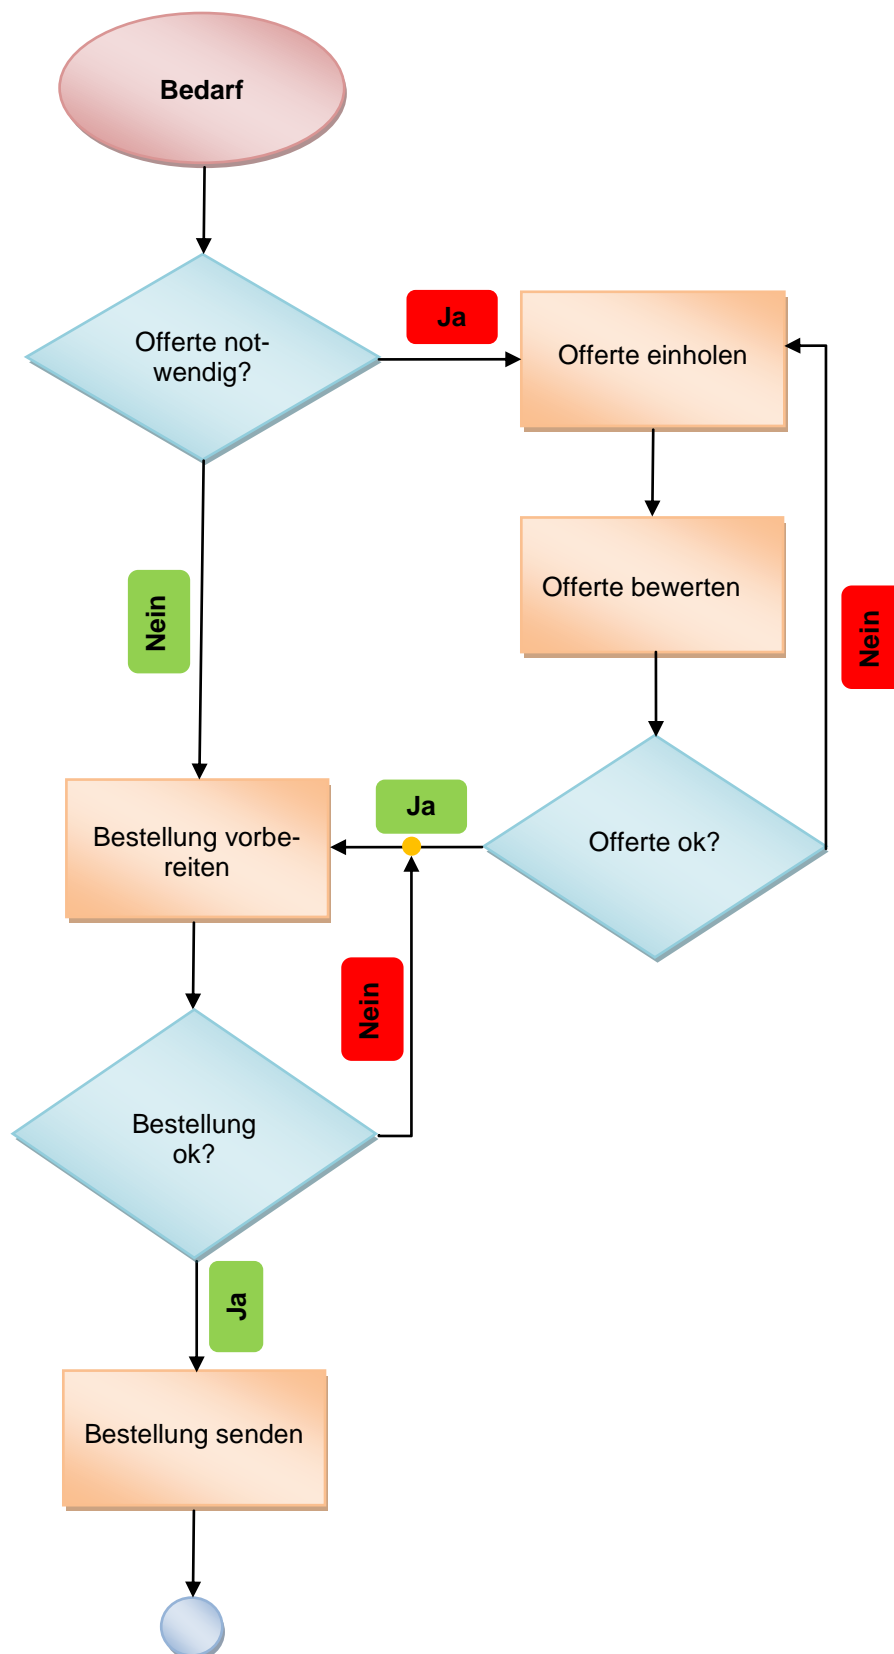 Bedarf
Offerte not-
wendig?
Ja
Offerte einholen
Offerte bewerten
Nein
Nein
Offerte ok?
Ja
Bestellung vorbe-
reiten
Nein
Bestellung
ok?
Ja
Bestellung senden